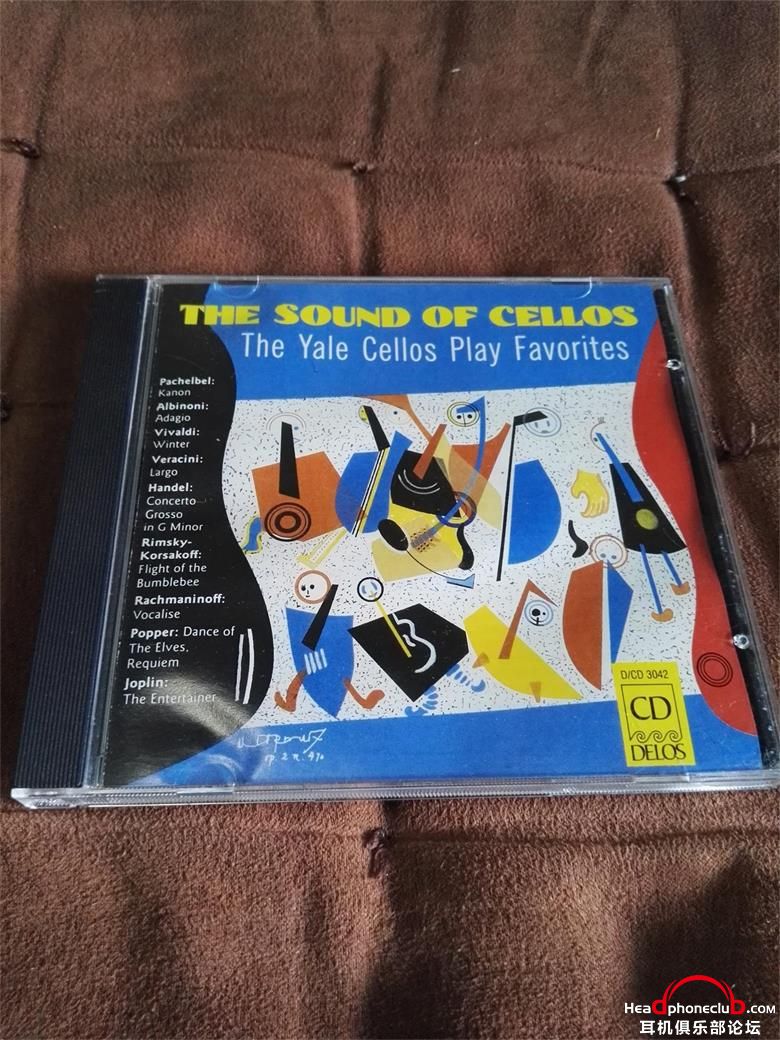 THE SOUND OF CELLOS
The Yale Cellos Play Favorites
Pachelbel:
Kanon
Albinoni:
Adagio
Vivaldi:
Winter
Veracini:
Largo
Handel:
Concerto
Grosso
in G Minor
Rimsky-
Korsakoff:
Flight of the
Bumblebee
Rachmaninoff:
Vocalise
Popper: Dance of
The Elves,
Requiem
Joplin:
The Entertainer
D/CD 3042
CD
DELOS
Headphoneclub.com
耳机俱乐部论坛